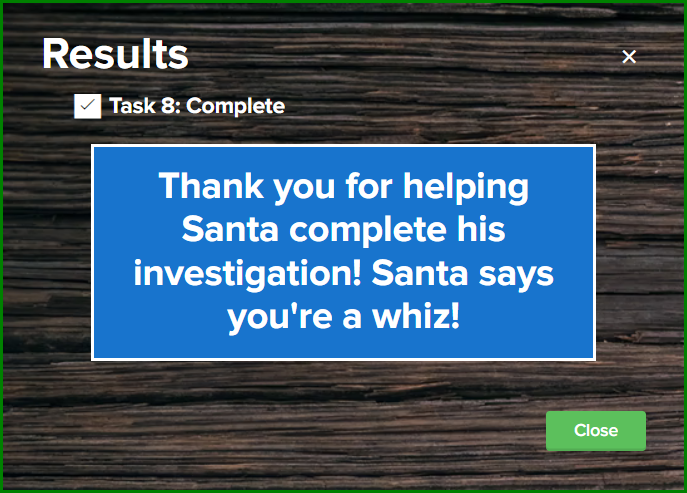 Results
×
Task 8: Complete
Thank you for helping
Santa complete his
investigation! Santa says
you're a whiz!
Close